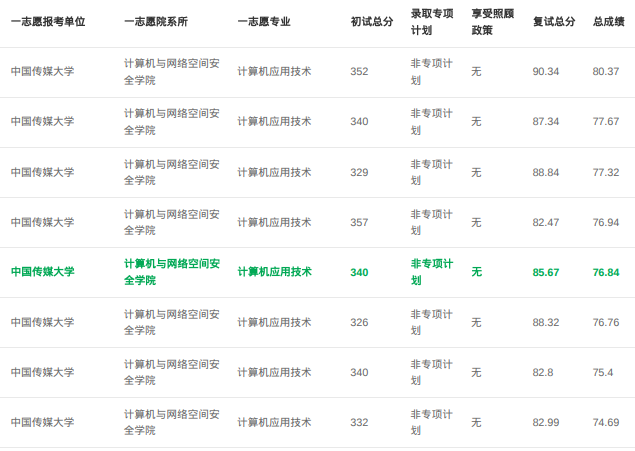 一志愿报考单位 一志愿院系所 一志愿专业 初试总分 录取专项计划 享受照顾政策 复试总分 总成绩
中国传媒大学 计算机与网络空间安全学院 计算机应用技术 352 非专项计划 无 90.34 80.37
中国传媒大学 计算机与网络空间安全学院 计算机应用技术 340 非专项计划 无 87.34 77.67
中国传媒大学 计算机与网络空间安全学院 计算机应用技术 329 非专项计划 无 88.84 77.32
中国传媒大学 计算机与网络空间安全学院 计算机应用技术 357 非专项计划 无 82.47 76.94
中国传媒大学 计算机与网络空间安全学院 计算机应用技术 340 非专项计划 无 85.67 76.84
中国传媒大学 计算机与网络空间安全学院 计算机应用技术 326 非专项计划 无 88.32 76.76
中国传媒大学 计算机与网络空间安全学院 计算机应用技术 340 非专项计划 无 82.8 75.4
中国传媒大学 计算机与网络空间安全学院 计算机应用技术 332 非专项计划 无 82.99 74.69